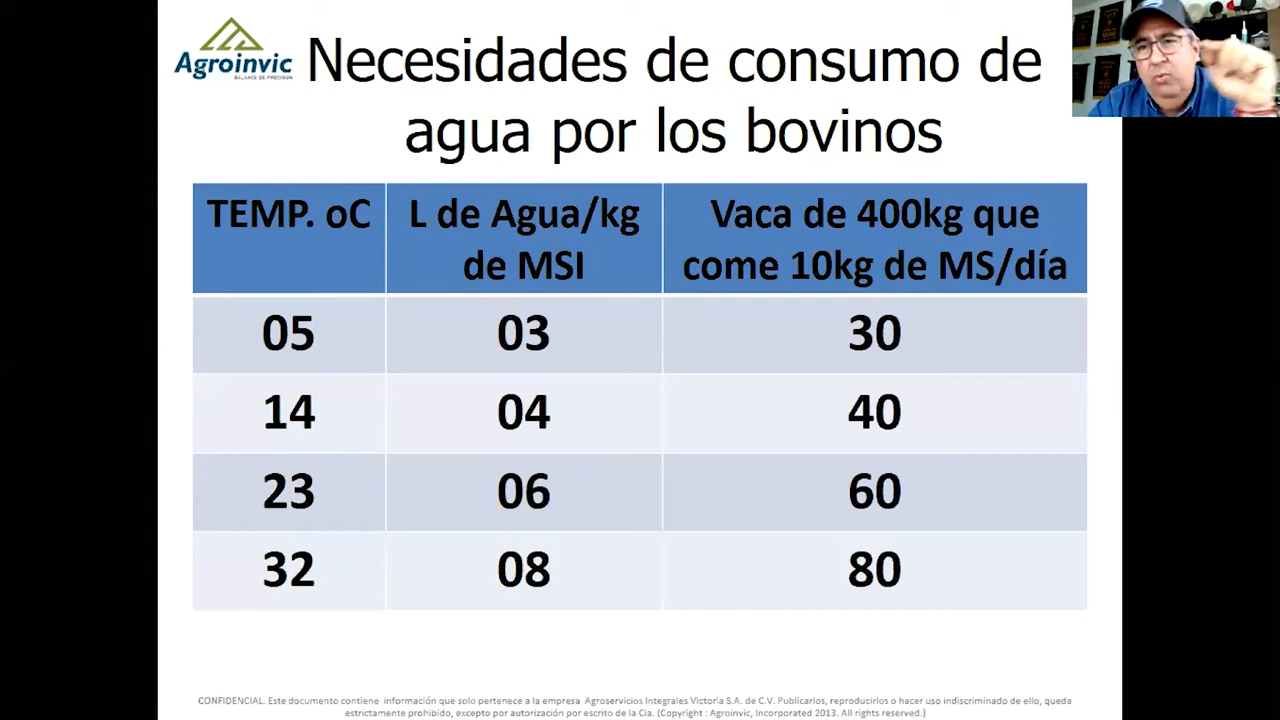 Agroinvic
BALANCE DE PRECISIÓN
Necesidades de consumo de
agua por los bovinos
TEMP. oC
L de Agua/kg
de MSI
Vaca de 400kg que
come 10kg de MS/día
05 03 30
14 04 40
23 06 60
32 08 80
CONFIDENCIAL. Este documento contiene información que solo pertenece a la empresa Agroservicios Integrales Victoria S.A. de C.V. Publicarlos, reproducirlos o hacer uso indiscriminado de ello, queda
estrictamente prohibido, excepto por autorización por escrito de la Cia. (Copyright : Agroinvic, Incorporated 2013. All rights reserved.)